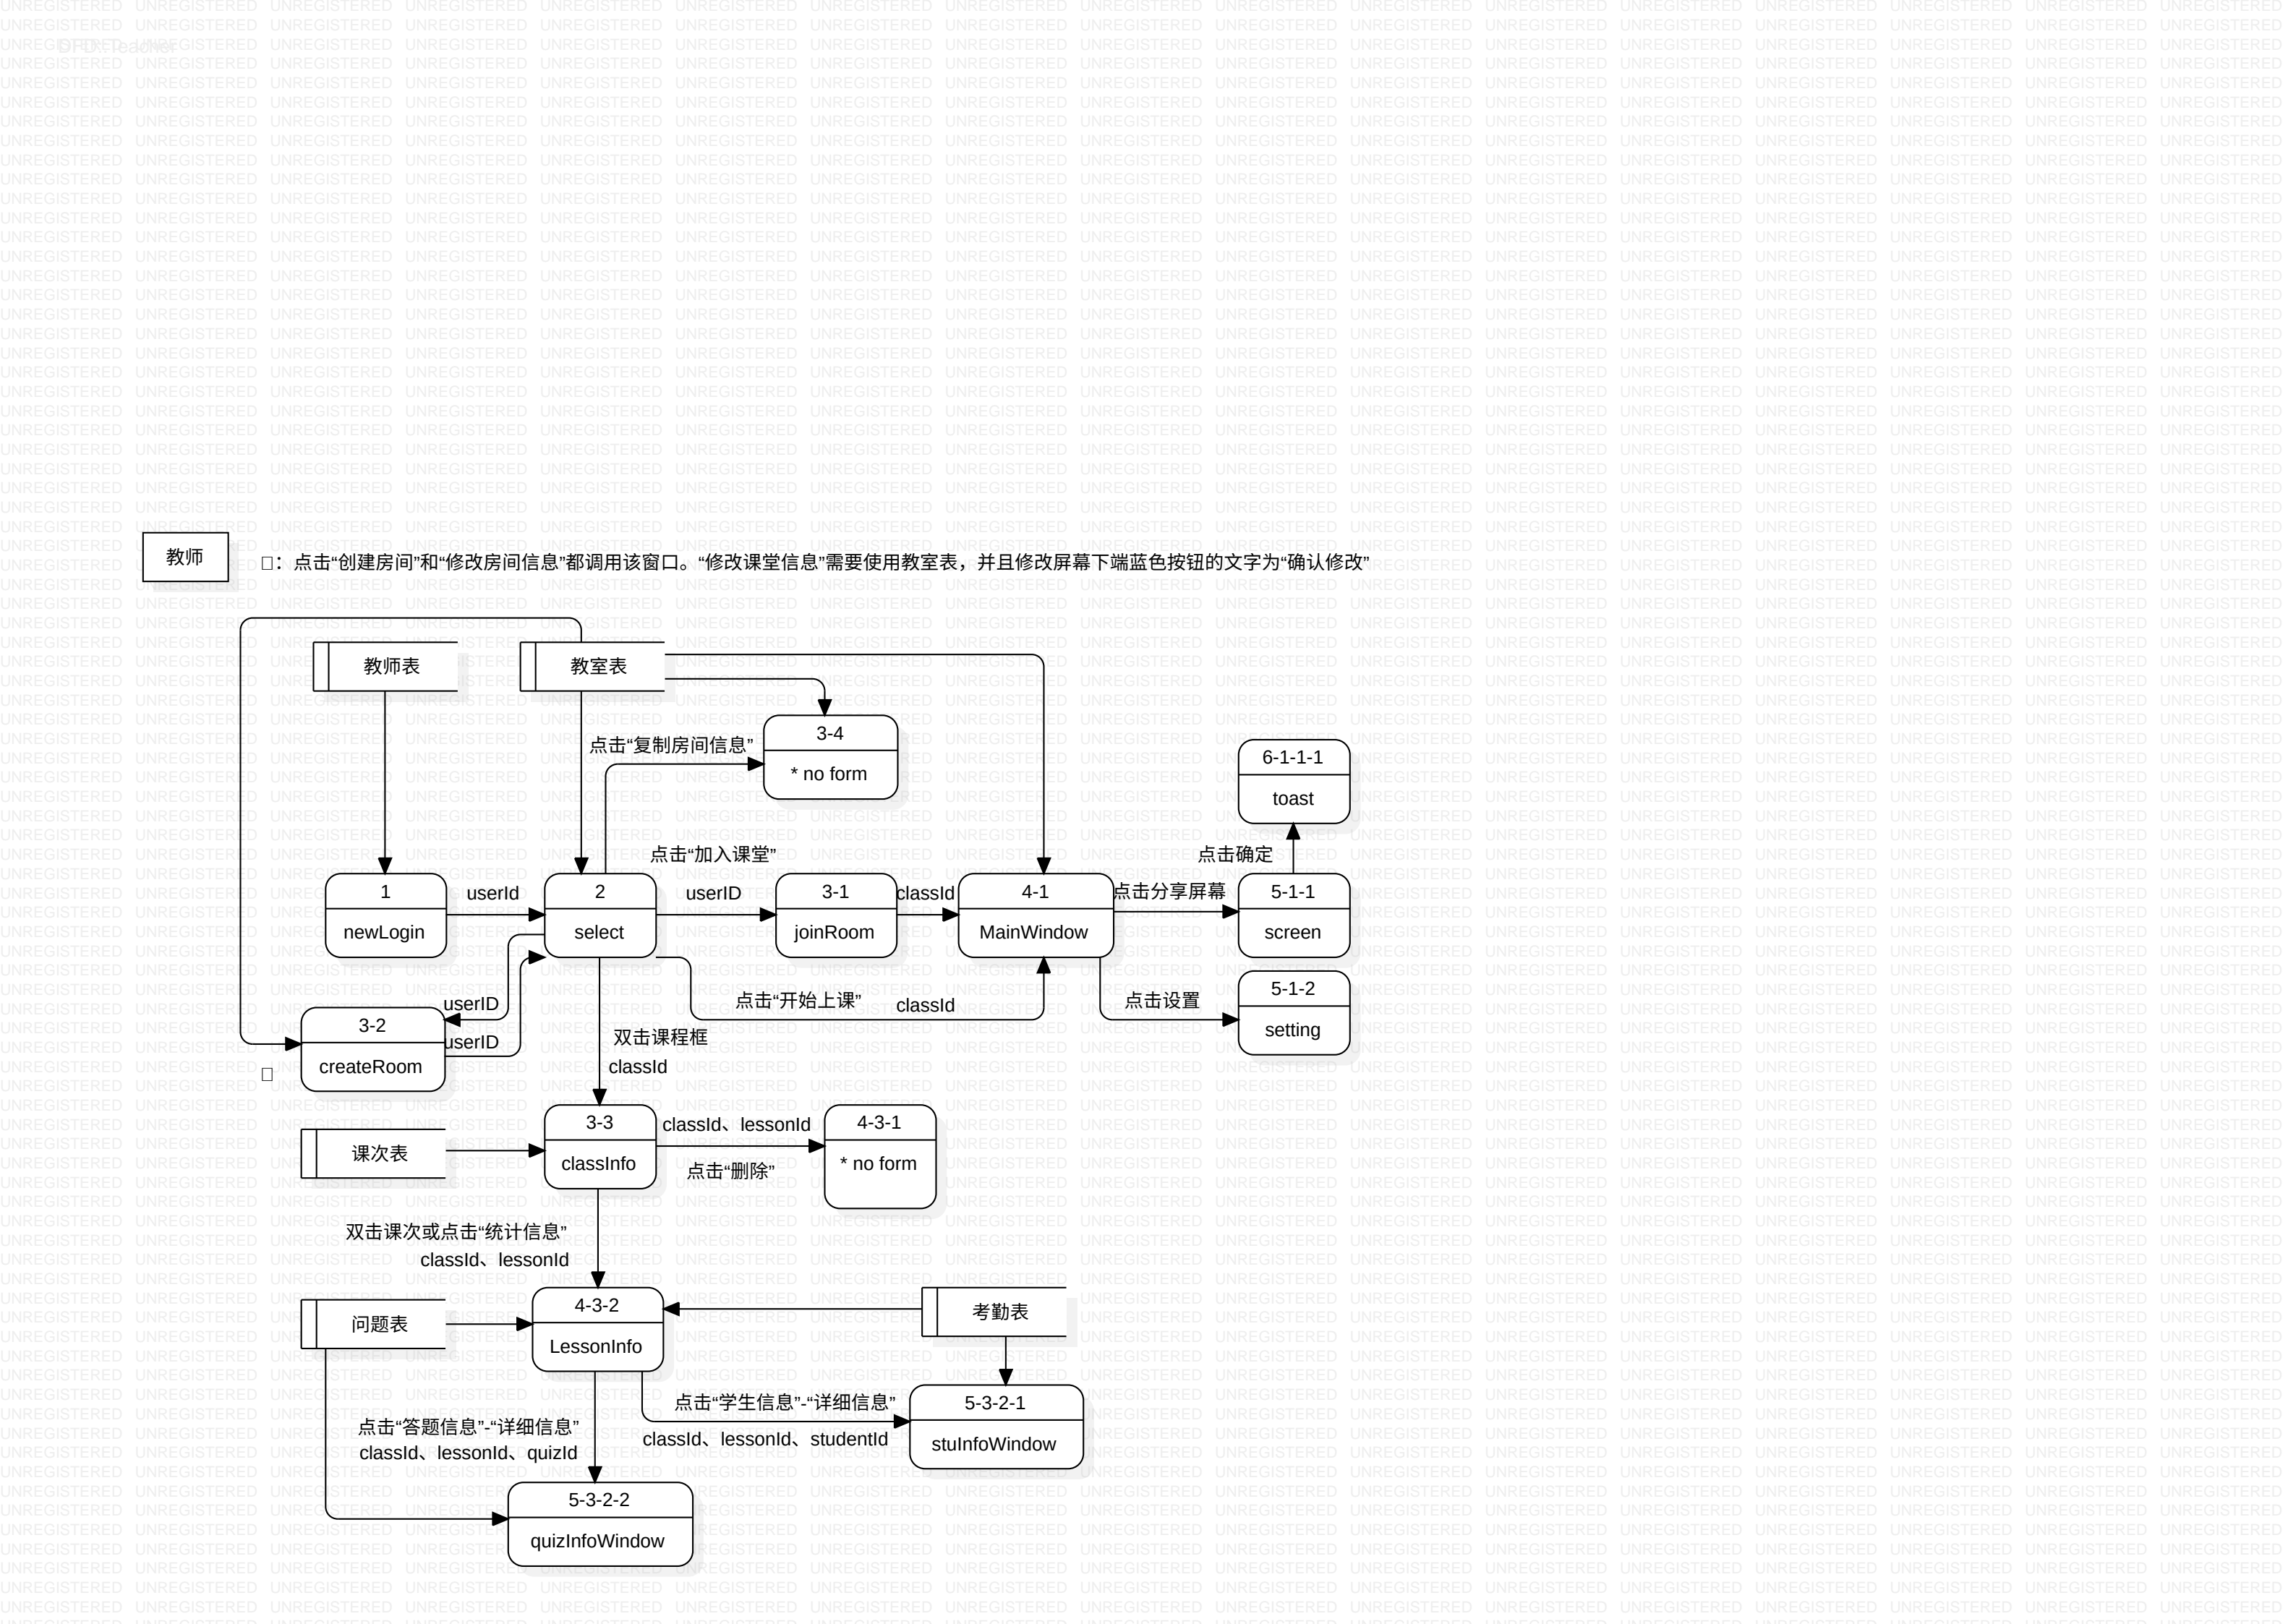 DFD: Teacher
教师
：点击“创建房间”和“修改房间信息”都调用该窗口。“修改课堂信息”需要使用教室表，并且修改屏幕下端蓝色按钮的文字为“确认修改”
教师表
教室表
3-4
点击“复制房间信息”
* no form
6-1-1-1
toast
点击“加入课堂”
点击确定
1
userId
2
userID
3-1
classId
4-1
点击分享屏幕
5-1-1
newLogin
select
joinRoom
MainWindow
screen
5-1-2
userID
点击“开始上课”
classId
点击设置
3-2
setting
userID
双击课程框
createRoom
classId
3-3
classId、lessonId
4-3-1
课次表
classInfo
* no form
点击“删除”
双击课次或点击“统计信息”
classId、lessonId
4-3-2
考勤表
问题表
LessonInfo
点击“学生信息”-“详细信息”
5-3-2-1
点击“答题信息”-“详细信息”
classId、lessonId、studentId
stuInfoWindow
classId、lessonId、quizId
5-3-2-2
quizInfoWindow